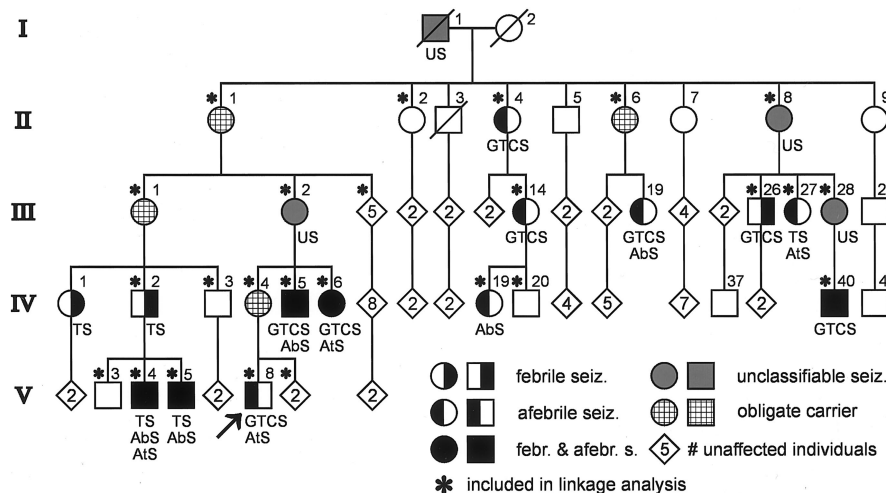 I
1
2
US
II
* 1
* 2
3
* 4
5
* 6
7
* 8
9
GTCS
US
III
* 1
* 2
* 5
2
2
2
* 14
2
2
19
4
2
* 26
* 27
* 28
2
US
GTCS
GTCS
AbS
GTCS
TS
AtS
US
IV
1
* 2
* 3
* 4
* 5
* 6
8
2
2
* 19
* 20
4
5
7
37
2
* 40
4
TS
TS
GTCS
AbS
GTCS
AtS
AbS
GTCS
V
2
* 3
* 4
* 5
2
* 8
* 2
2
TS
AbS
AtS
TS
AbS
GTCS
AtS
febrile seiz.
unclassifiable seiz.
afebrile seiz.
obligate carrier
febr. & afebr. s.
5 # unaffected individuals
* included in linkage analysis